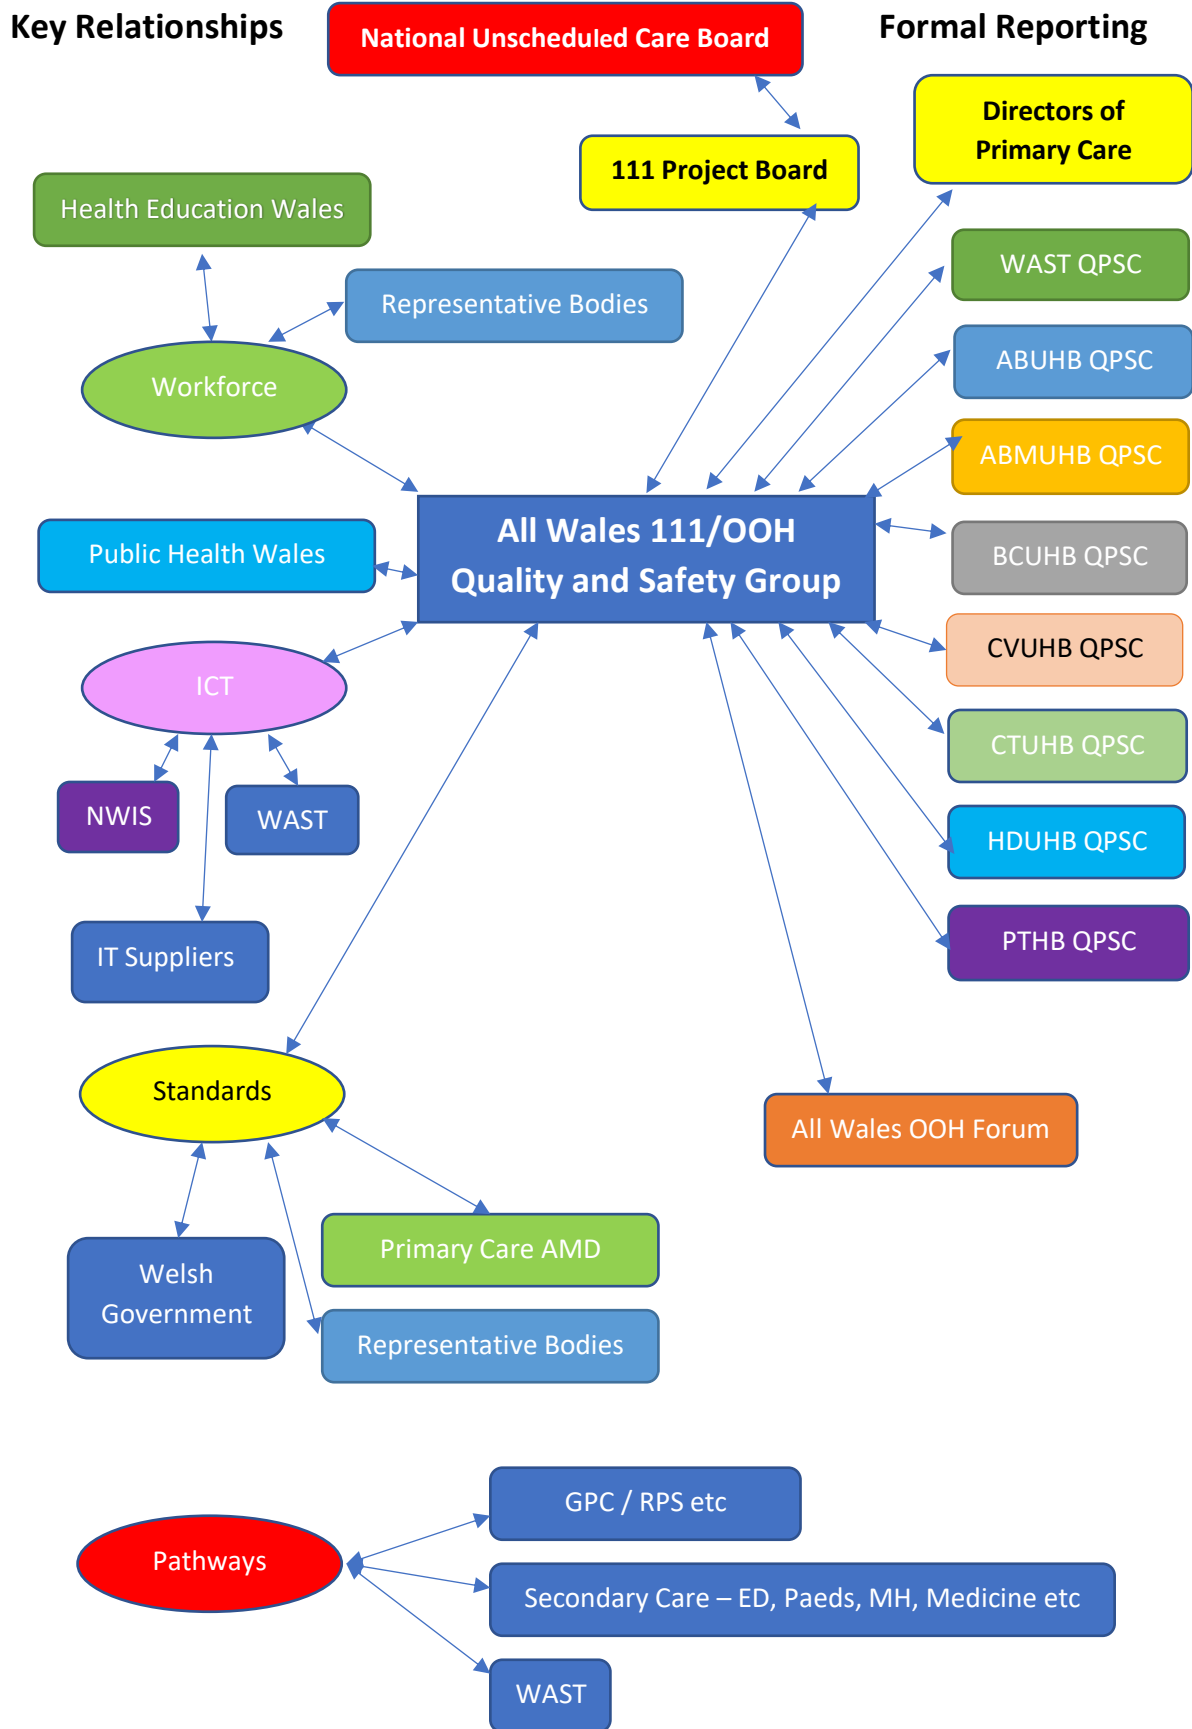 Key Relationships
National Unscheduled Care Board
Formal Reporting
Directors of
Primary Care
111 Project Board
Health Education Wales
WAST QPSC
Representative Bodies
ABUHB QPSC
Workforce
ABMUHB QPSC
All Wales 111/OOH
Quality and Safety Group
Public Health Wales
BCUHB QPSC
CVUHB QPSC
ICT
CTUHB QPSC
NWIS
WAST
HDUHB QPSC
IT Suppliers
PTHB QPSC
Standards
All Wales OOH Forum
Primary Care AMD
Welsh
Government
Representative Bodies
GPC / RPS etc
Pathways
Secondary Care – ED, Paeds, MH, Medicine etc
WAST